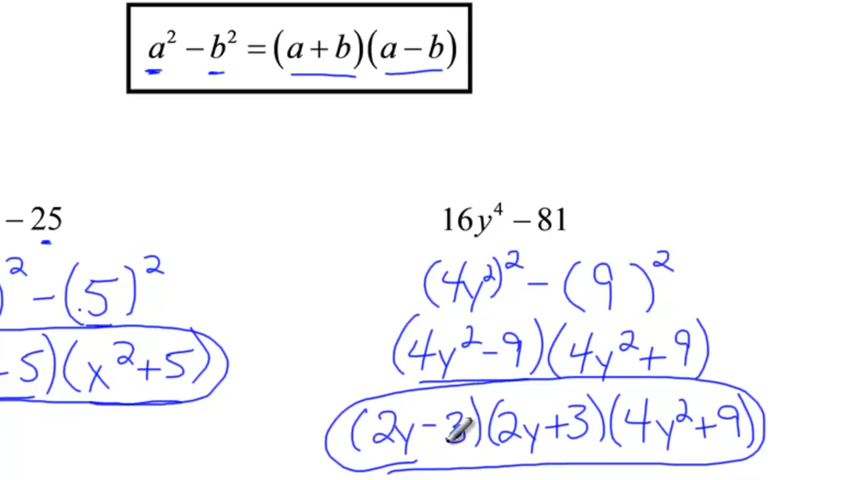 a² − b² = (a + b)(a − b)
− 25
)² − (5)²
− 5)(x² + 5)
16y⁴ − 81
(4y²)² − (9)²
(4y² − 9)(4y² + 9)
(2y − 3)(2y + 3)(4y² + 9)